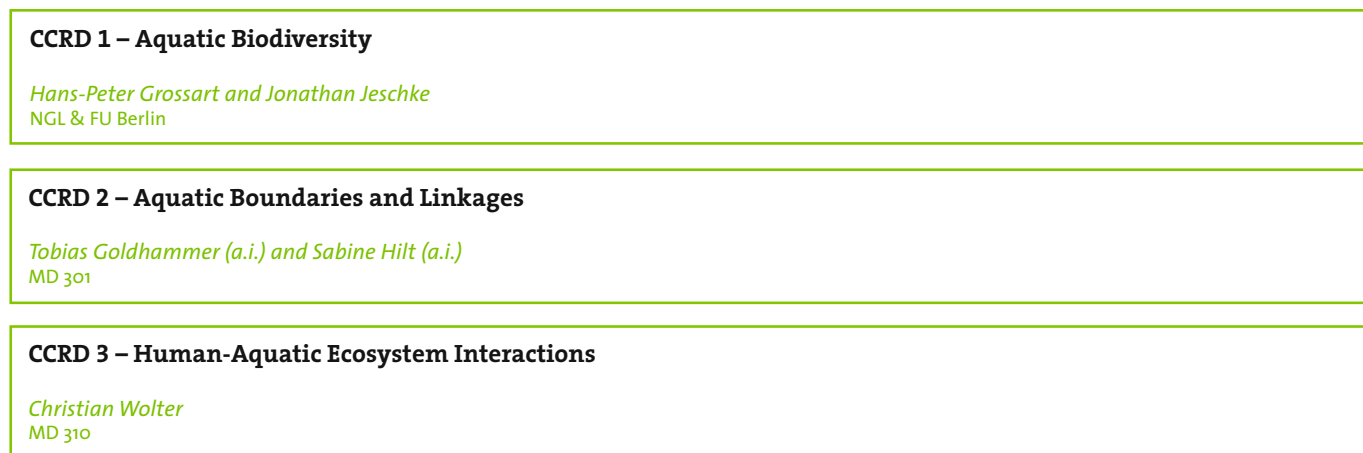 CCRD 1 – Aquatic Biodiversity
Hans-Peter Grossart and Jonathan Jeschke
NGL & FU Berlin
CCRD 2 – Aquatic Boundaries and Linkages
Tobias Goldhammer (a.i.) and Sabine Hilt (a.i.)
MD 301
CCRD 3 – Human-Aquatic Ecosystem Interactions
Christian Wolter
MD 310